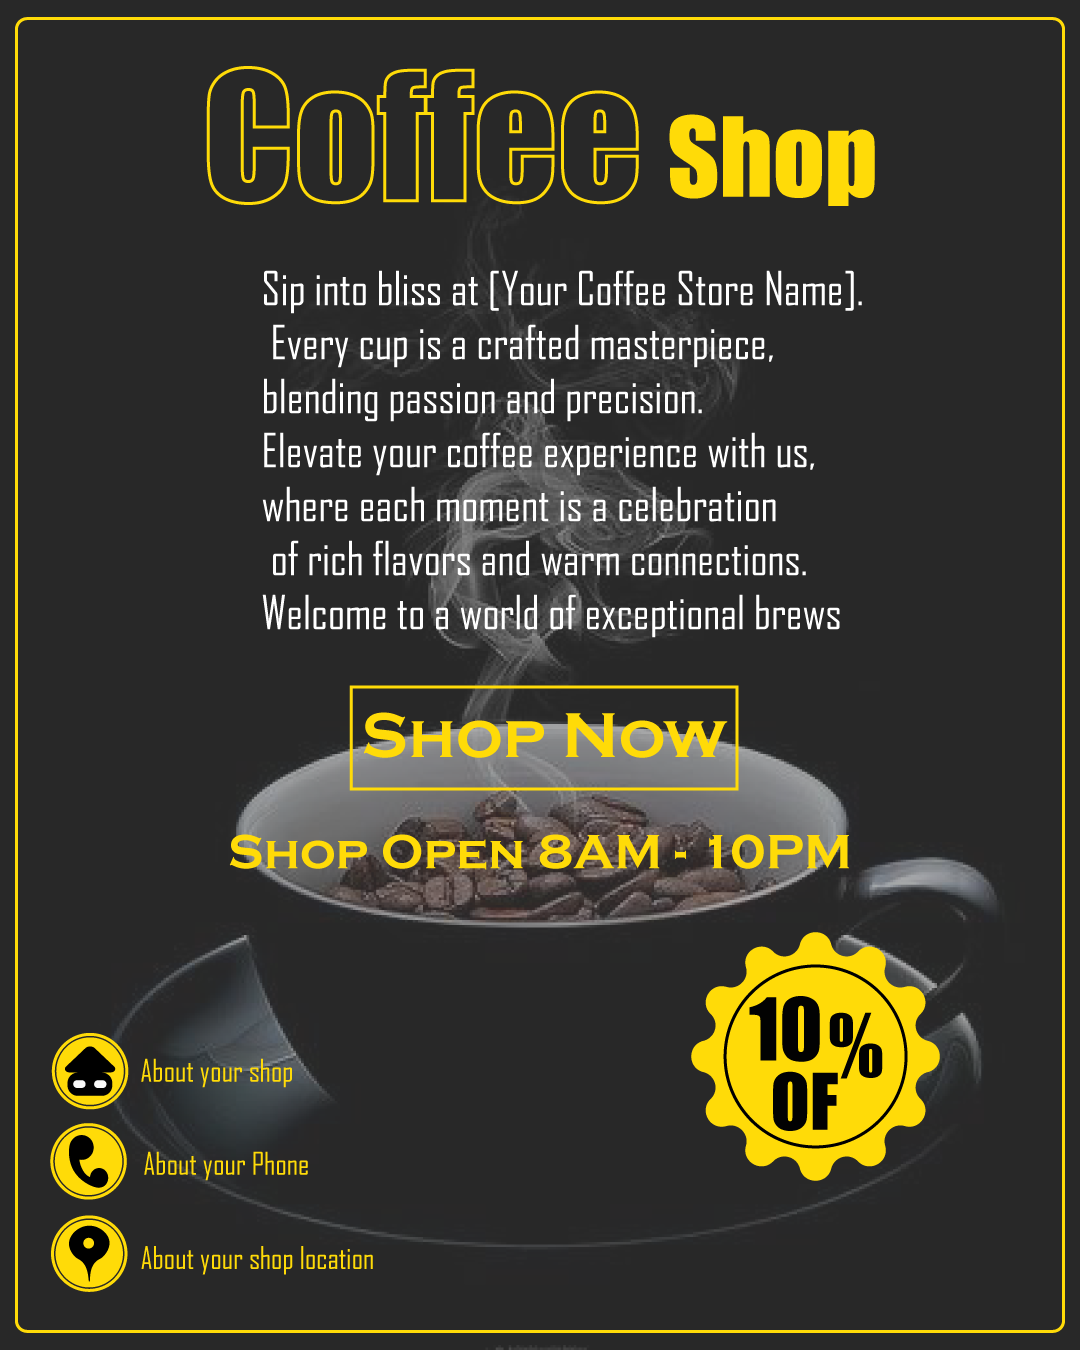 Coffee Shop
Sip into bliss at [Your Coffee Store Name].
Every cup is a crafted masterpiece,
blending passion and precision.
Elevate your coffee experience with us,
where each moment is a celebration
of rich flavors and warm connections.
Welcome to a world of exceptional brews
Shop Now
Shop Open 8AM - 10PM
10%
OF
About your shop
About your Phone
About your shop location